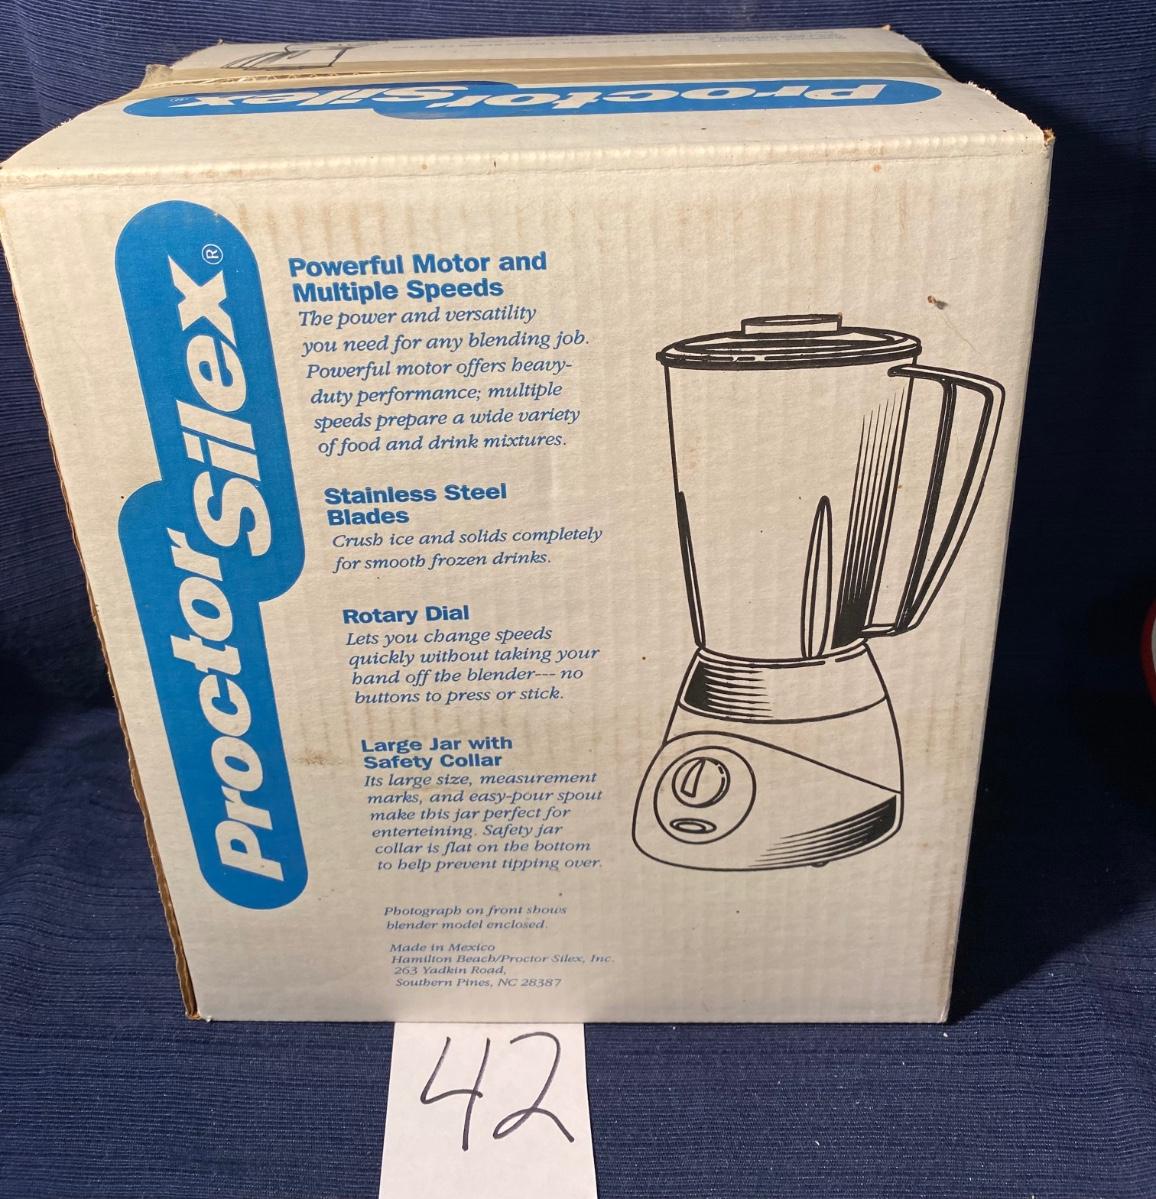 ProctorSilex®
ProctorSilex®
Powerful Motor and
Multiple Speeds
The power and versatility
you need for any blending job.
Powerful motor offers heavy-
duty performance; multiple
speeds prepare a wide variety
of food and drink mixtures.
Stainless Steel
Blades
Crush ice and solids completely
for smooth frozen drinks.
Rotary Dial
Lets you change speeds
quickly without taking your
hand off the blender--- no
buttons to press or stick.
Large Jar with
Safety Collar
Its large size, measurement
marks, and easy-pour spout
make this jar perfect for
enterteining. Safety jar
collar is flat on the bottom
to help prevent tipping over.
Photograph on front shows
blender model enclosed.
Made in Mexico
Hamilton Beach/Proctor Silex, Inc.
263 Yadkin Road,
Southern Pines, NC 28387
42